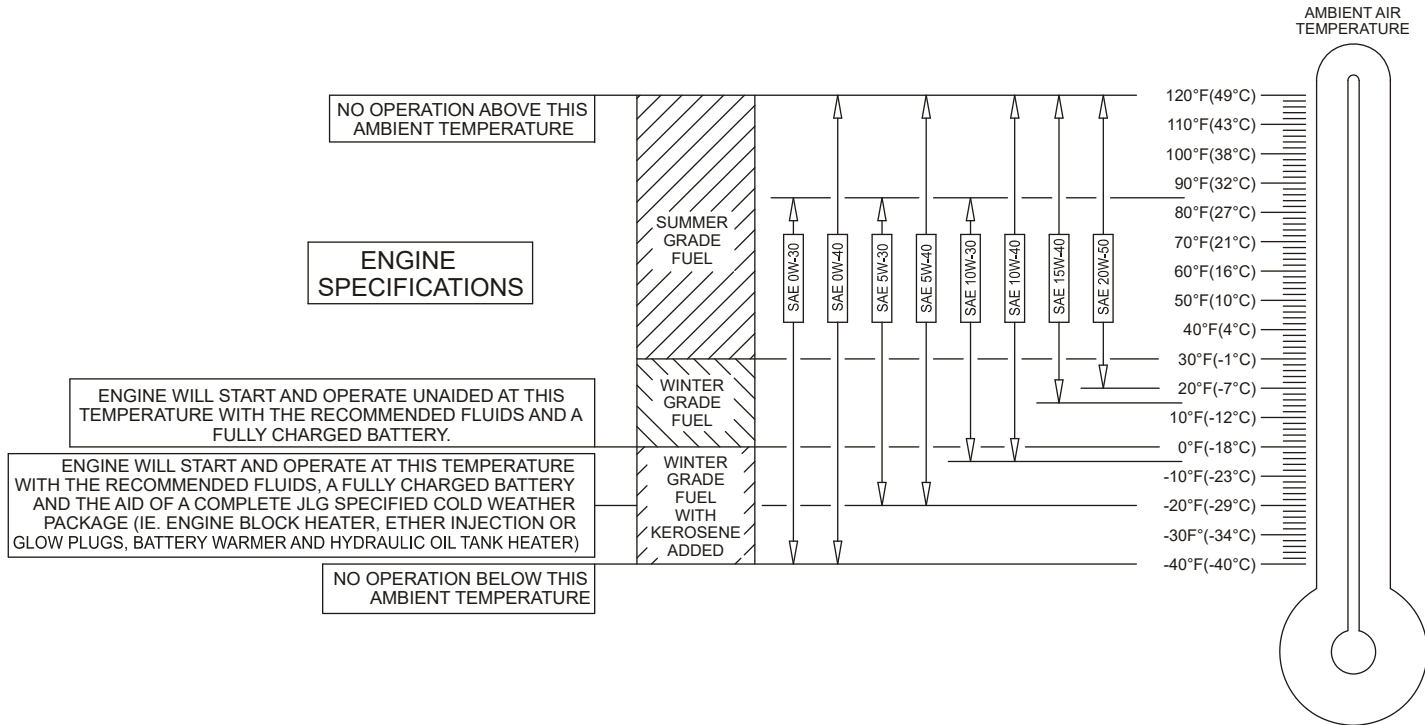 AMBIENT AIR
TEMPERATURE
NO OPERATION ABOVE THIS
AMBIENT TEMPERATURE
ENGINE
SPECIFICATIONS
ENGINE WILL START AND OPERATE UNAIDED AT THIS
TEMPERATURE WITH THE RECOMMENDED FLUIDS AND A
FULLY CHARGED BATTERY.
ENGINE WILL START AND OPERATE AT THIS TEMPERATURE
WITH THE RECOMMENDED FLUIDS, A FULLY CHARGED BATTERY
AND THE AID OF A COMPLETE JLG SPECIFIED COLD WEATHER
PACKAGE (IE. ENGINE BLOCK HEATER, ETHER INJECTION OR
GLOW PLUGS, BATTERY WARMER AND HYDRAULIC OIL TANK HEATER)
NO OPERATION BELOW THIS
AMBIENT TEMPERATURE
SUMMER
GRADE
FUEL
WINTER
GRADE
FUEL
WINTER
GRADE
FUEL
WITH
KEROSENE
ADDED
SAE 0W-30
SAE 0W-40
SAE 5W-30
SAE 5W-40
SAE 10W-30
SAE 10W-40
SAE 15W-40
SAE 20W-50
120°F(49°C)
110°F(43°C)
100°F(38°C)
90°F(32°C)
80°F(27°C)
70°F(21°C)
60°F(16°C)
50°F(10°C)
40°F(4°C)
30°F(-1°C)
20°F(-7°C)
10°F(-12°C)
0°F(-18°C)
-10°F(-23°C)
-20°F(-29°C)
-30F°(-34°C)
-40°F(-40°C)